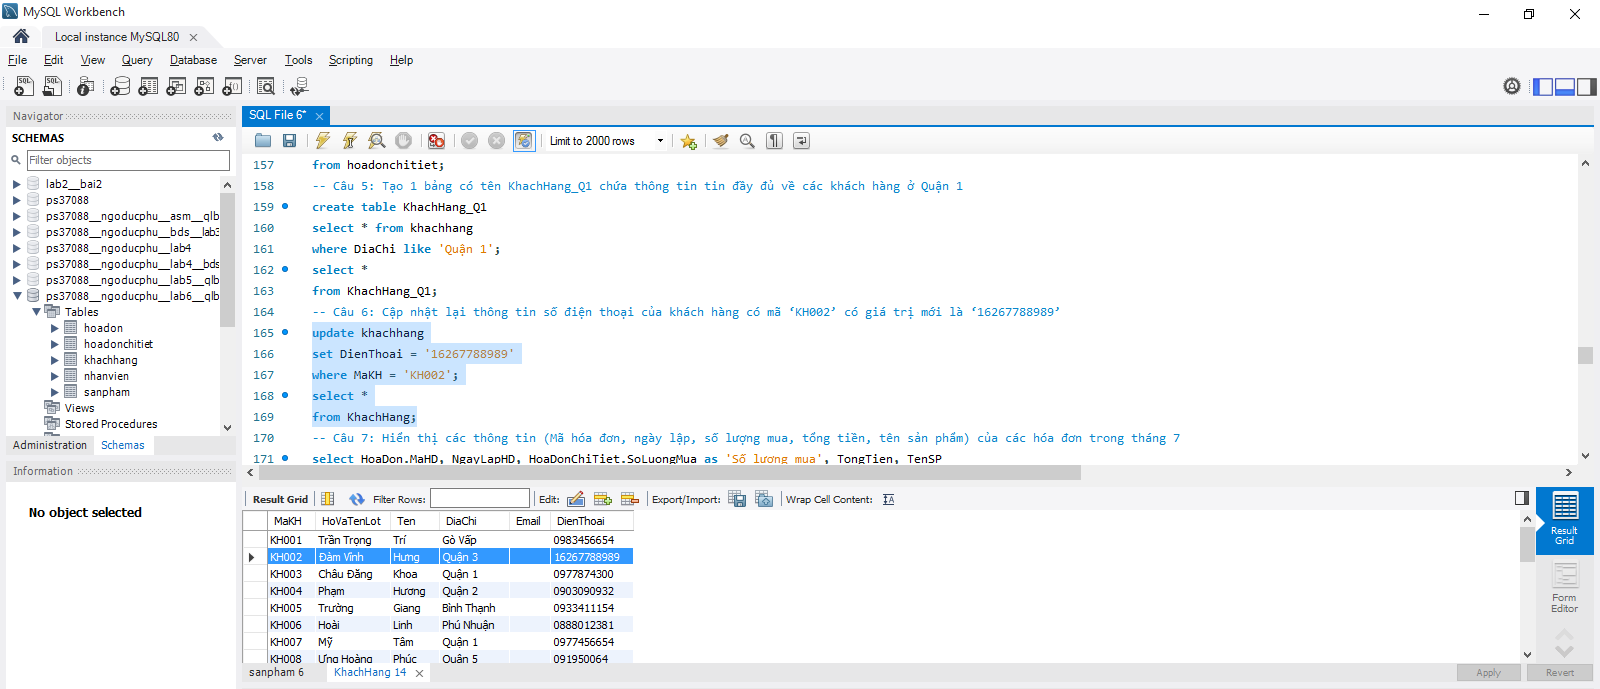 MySQL Workbench
Local instance MySQL80
File Edit View Query Database Server Tools Scripting Help
Navigator
SCHEMAS
Filter objects
lab2__bai2
ps37088
ps37088__ngoducphu__asm__qlb
ps37088__ngoducphu__bds__lab3
ps37088__ngoducphu__lab4
ps37088__ngoducphu__lab4__bds
ps37088__ngoducphu__lab5__qlb
ps37088__ngoducphu__lab6__qlb
Tables
hoadon
hoadonchitiet
khachhang
nhanvien
sanpham
Views
Stored Procedures
Administration Schemas
Information
No object selected
SQL File 6*
Limit to 2000 rows
157 from hoadonchitiet;
158 -- Câu 5: Tạo 1 bảng có tên KhachHang_Q1 chứa thông tin tin đầy đủ về các khách hàng ở Quận 1
159 create table KhachHang_Q1
160 select * from khachhang
161 where DiaChi like 'Quận 1';
162 select *
163 from KhachHang_Q1;
164 -- Câu 6: Cập nhật lại thông tin số điện thoại của khách hàng có mã ‘KH002’ có giá trị mới là ‘16267788989’
165 update khachhang
166 set DienThoai = '16267788989'
167 where MaKH = 'KH002';
168 select *
169 from KhachHang;
170 -- Câu 7: Hiển thị các thông tin (Mã hóa đơn, ngày lập, số lượng mua, tổng tiền, tên sản phẩm) của các hóa đơn trong tháng 7
171 select HoaDon.MaHD, NgayLapHD, HoaDonChiTiet.SoLuongMua as 'Số lượng mua', TongTien, TenSP
Result Grid Filter Rows: Edit: Export/Import: Wrap Cell Content:
MaKH HoVaTenLot Ten DiaChi Email DienThoai
KH001 Trần Trọng Trí Gò Vấp 0983456654
KH002 Đàm Vĩnh Hưng Quận 3 16267788989
KH003 Châu Đăng Khoa Quận 1 0977874300
KH004 Phạm Hương Quận 2 0903090932
KH005 Trường Giang Bình Thạnh 0933411154
KH006 Hoài Linh Phú Nhuận 0888012381
KH007 Mỹ Tâm Quận 1 0977456654
KH008 Ưng Hoàng Phúc Quận 5 091950064
Result Grid
Form Editor
sanpham 6 KhachHang 14
Apply Revert